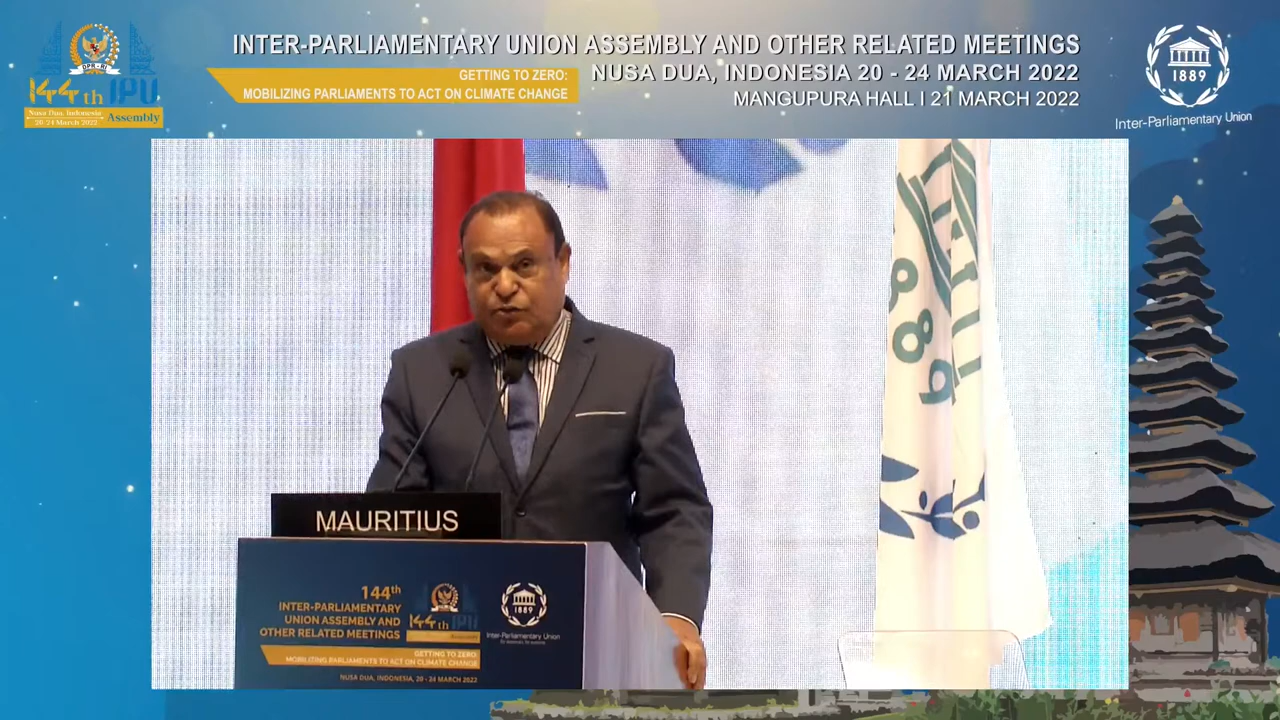 INTER-PARLIAMENTARY UNION ASSEMBLY AND OTHER RELATED MEETINGS
GETTING TO ZERO:
MOBILIZING PARLIAMENTS TO ACT ON CLIMATE CHANGE
NUSA DUA, INDONESIA 20 - 24 MARCH 2022
MANGUPURA HALL I 21 MARCH 2022
DPR - RI
144th IPU
Nusa Dua, Indonesia
20-24 March 2022
Assembly
1889
Inter-Parliamentary Union
1889
MAURITIUS
144th
INTER-PARLIAMENTARY
UNION ASSEMBLY AND
OTHER RELATED MEETINGS
144th IPU
1889
Inter-Parliamentary Union
GETTING TO ZERO:
MOBILIZING PARLIAMENTS TO ACT ON CLIMATE CHANGE
NUSA DUA, INDONESIA, 20 - 24 MARCH 2022